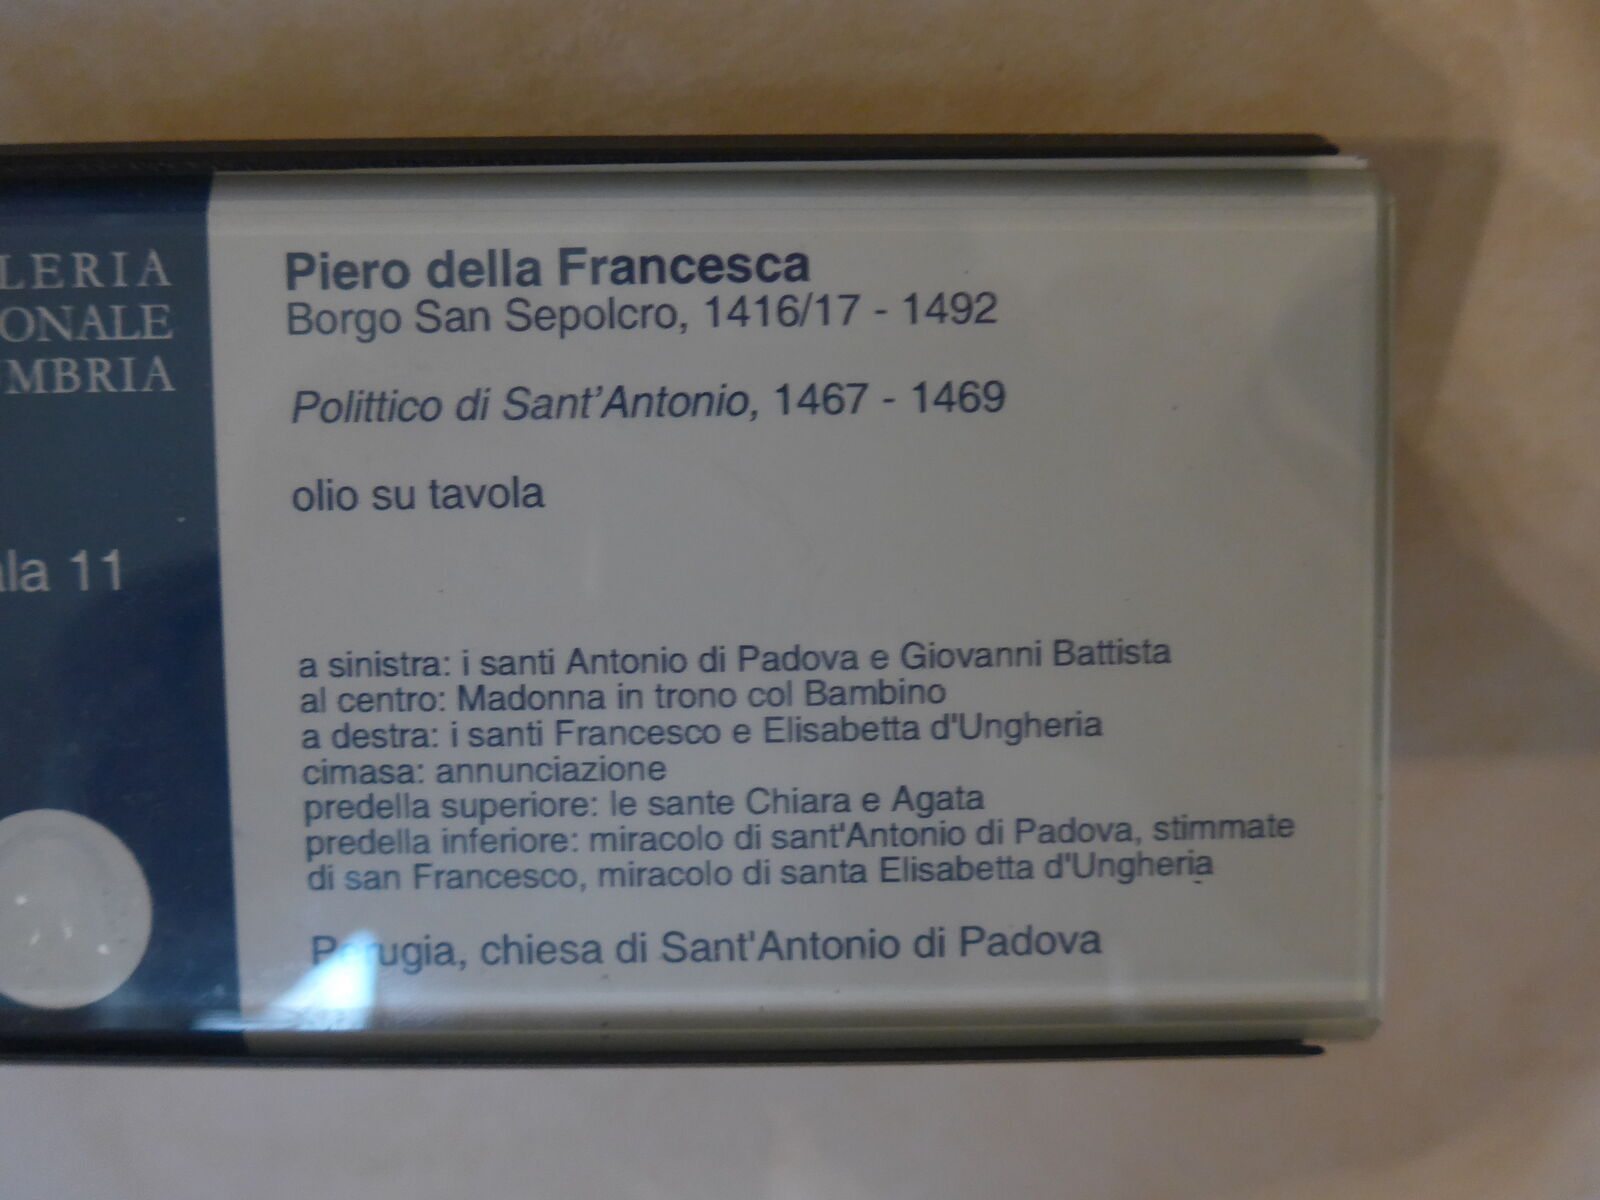 LERIA
ONALE
MBRIA
ala 11
Piero della Francesca
Borgo San Sepolcro, 1416/17 - 1492
Polittico di Sant'Antonio, 1467 - 1469
olio su tavola
a sinistra: i santi Antonio di Padova e Giovanni Battista
al centro: Madonna in trono col Bambino
a destra: i santi Francesco e Elisabetta d'Ungheria
cimasa: annunciazione
predella superiore: le sante Chiara e Agata
predella inferiore: miracolo di sant'Antonio di Padova, stimmate
di san Francesco, miracolo di santa Elisabetta d'Ungheria
Perugia, chiesa di Sant'Antonio di Padova